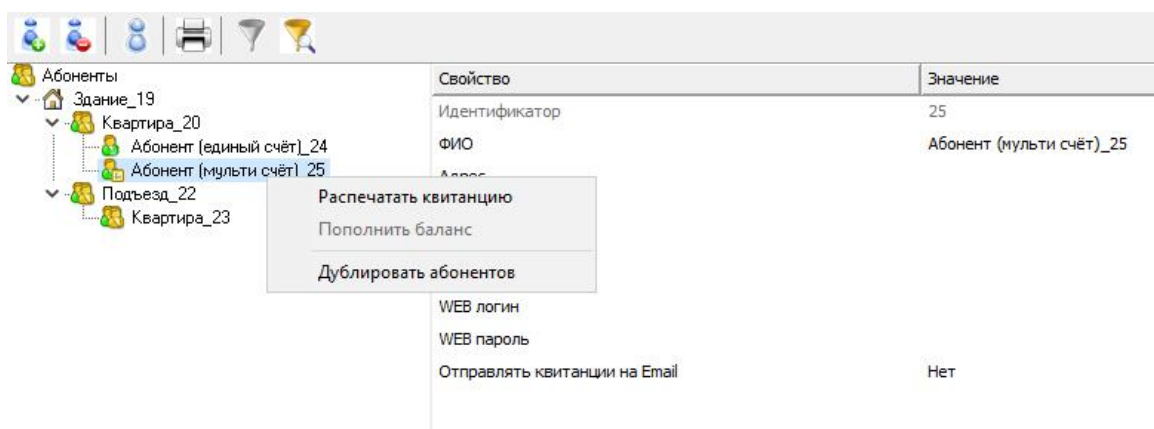 Абоненты
Свойство Значение
Здание_19
Идентификатор 25
Квартира_20
Абонент (единый счёт)_24
ФИО Абонент (мульти счёт)_25
Абонент (мульти счёт)_25
Адрес
Подъезд_22
Распечатать квитанцию
Квартира_23
Пополнить баланс
Дублировать абонентов
WEB логин
WEB пароль
Отправлять квитанции на Email Нет